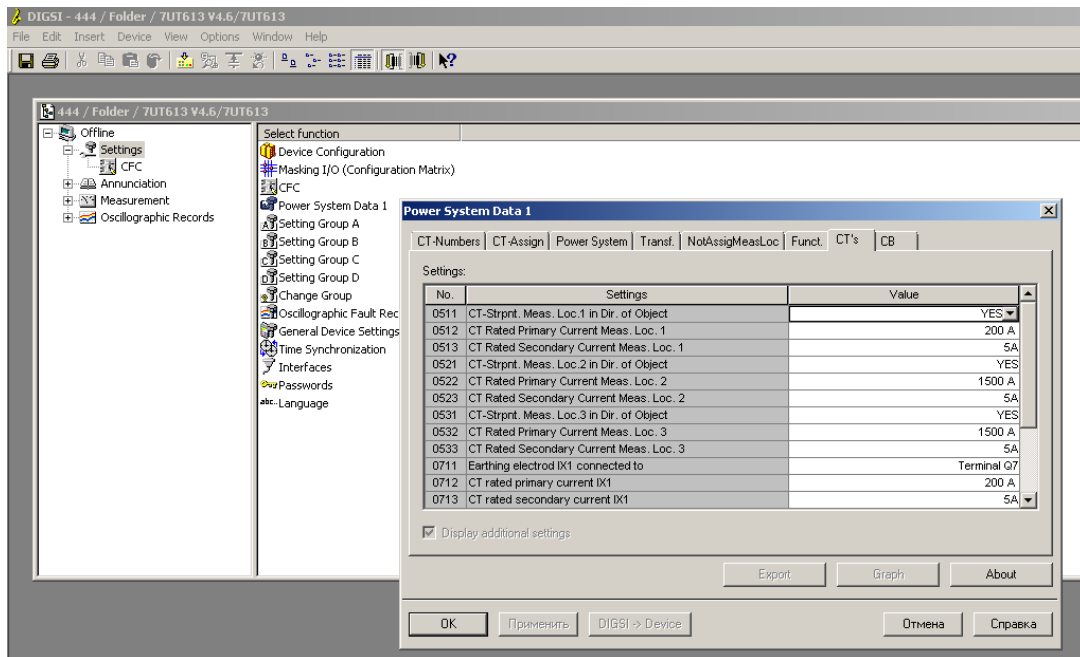 DIGSI - 444 / Folder / 7UT613 V4.6/7UT613
File Edit Insert Device View Options Window Help
444 / Folder / 7UT613 V4.6/7UT613
Offline
Settings
CFC
Annunciation
Measurement
Oscillographic Records
Select function
Device Configuration
Masking I/O (Configuration Matrix)
CFC
Power System Data 1
Setting Group A
Setting Group B
Setting Group C
Setting Group D
Change Group
Oscillographic Fault Rec
General Device Settings
Time Synchronization
Interfaces
Passwords
Language
Power System Data 1
CT-Numbers CT-Assign Power System Transf. NotAssigMeasLoc Funct. CT's CB
Settings:
No. Settings Value
0511 CT-Strpnt. Meas. Loc.1 in Dir. of Object YES
0512 CT Rated Primary Current Meas. Loc. 1 200 A
0513 CT Rated Secondary Current Meas. Loc. 1 5A
0521 CT-Strpnt. Meas. Loc.2 in Dir. of Object YES
0522 CT Rated Primary Current Meas. Loc. 2 1500 A
0523 CT Rated Secondary Current Meas. Loc. 2 5A
0531 CT-Strpnt. Meas. Loc.3 in Dir. of Object YES
0532 CT Rated Primary Current Meas. Loc. 3 1500 A
0533 CT Rated Secondary Current Meas. Loc. 3 5A
0711 Earthing electrod IX1 connected to Terminal Q7
0712 CT rated primary current IX1 200 A
0713 CT rated secondary current IX1 5A
Display additional settings
Export Graph About
OK Применить DIGSI -> Device Отмена Справка